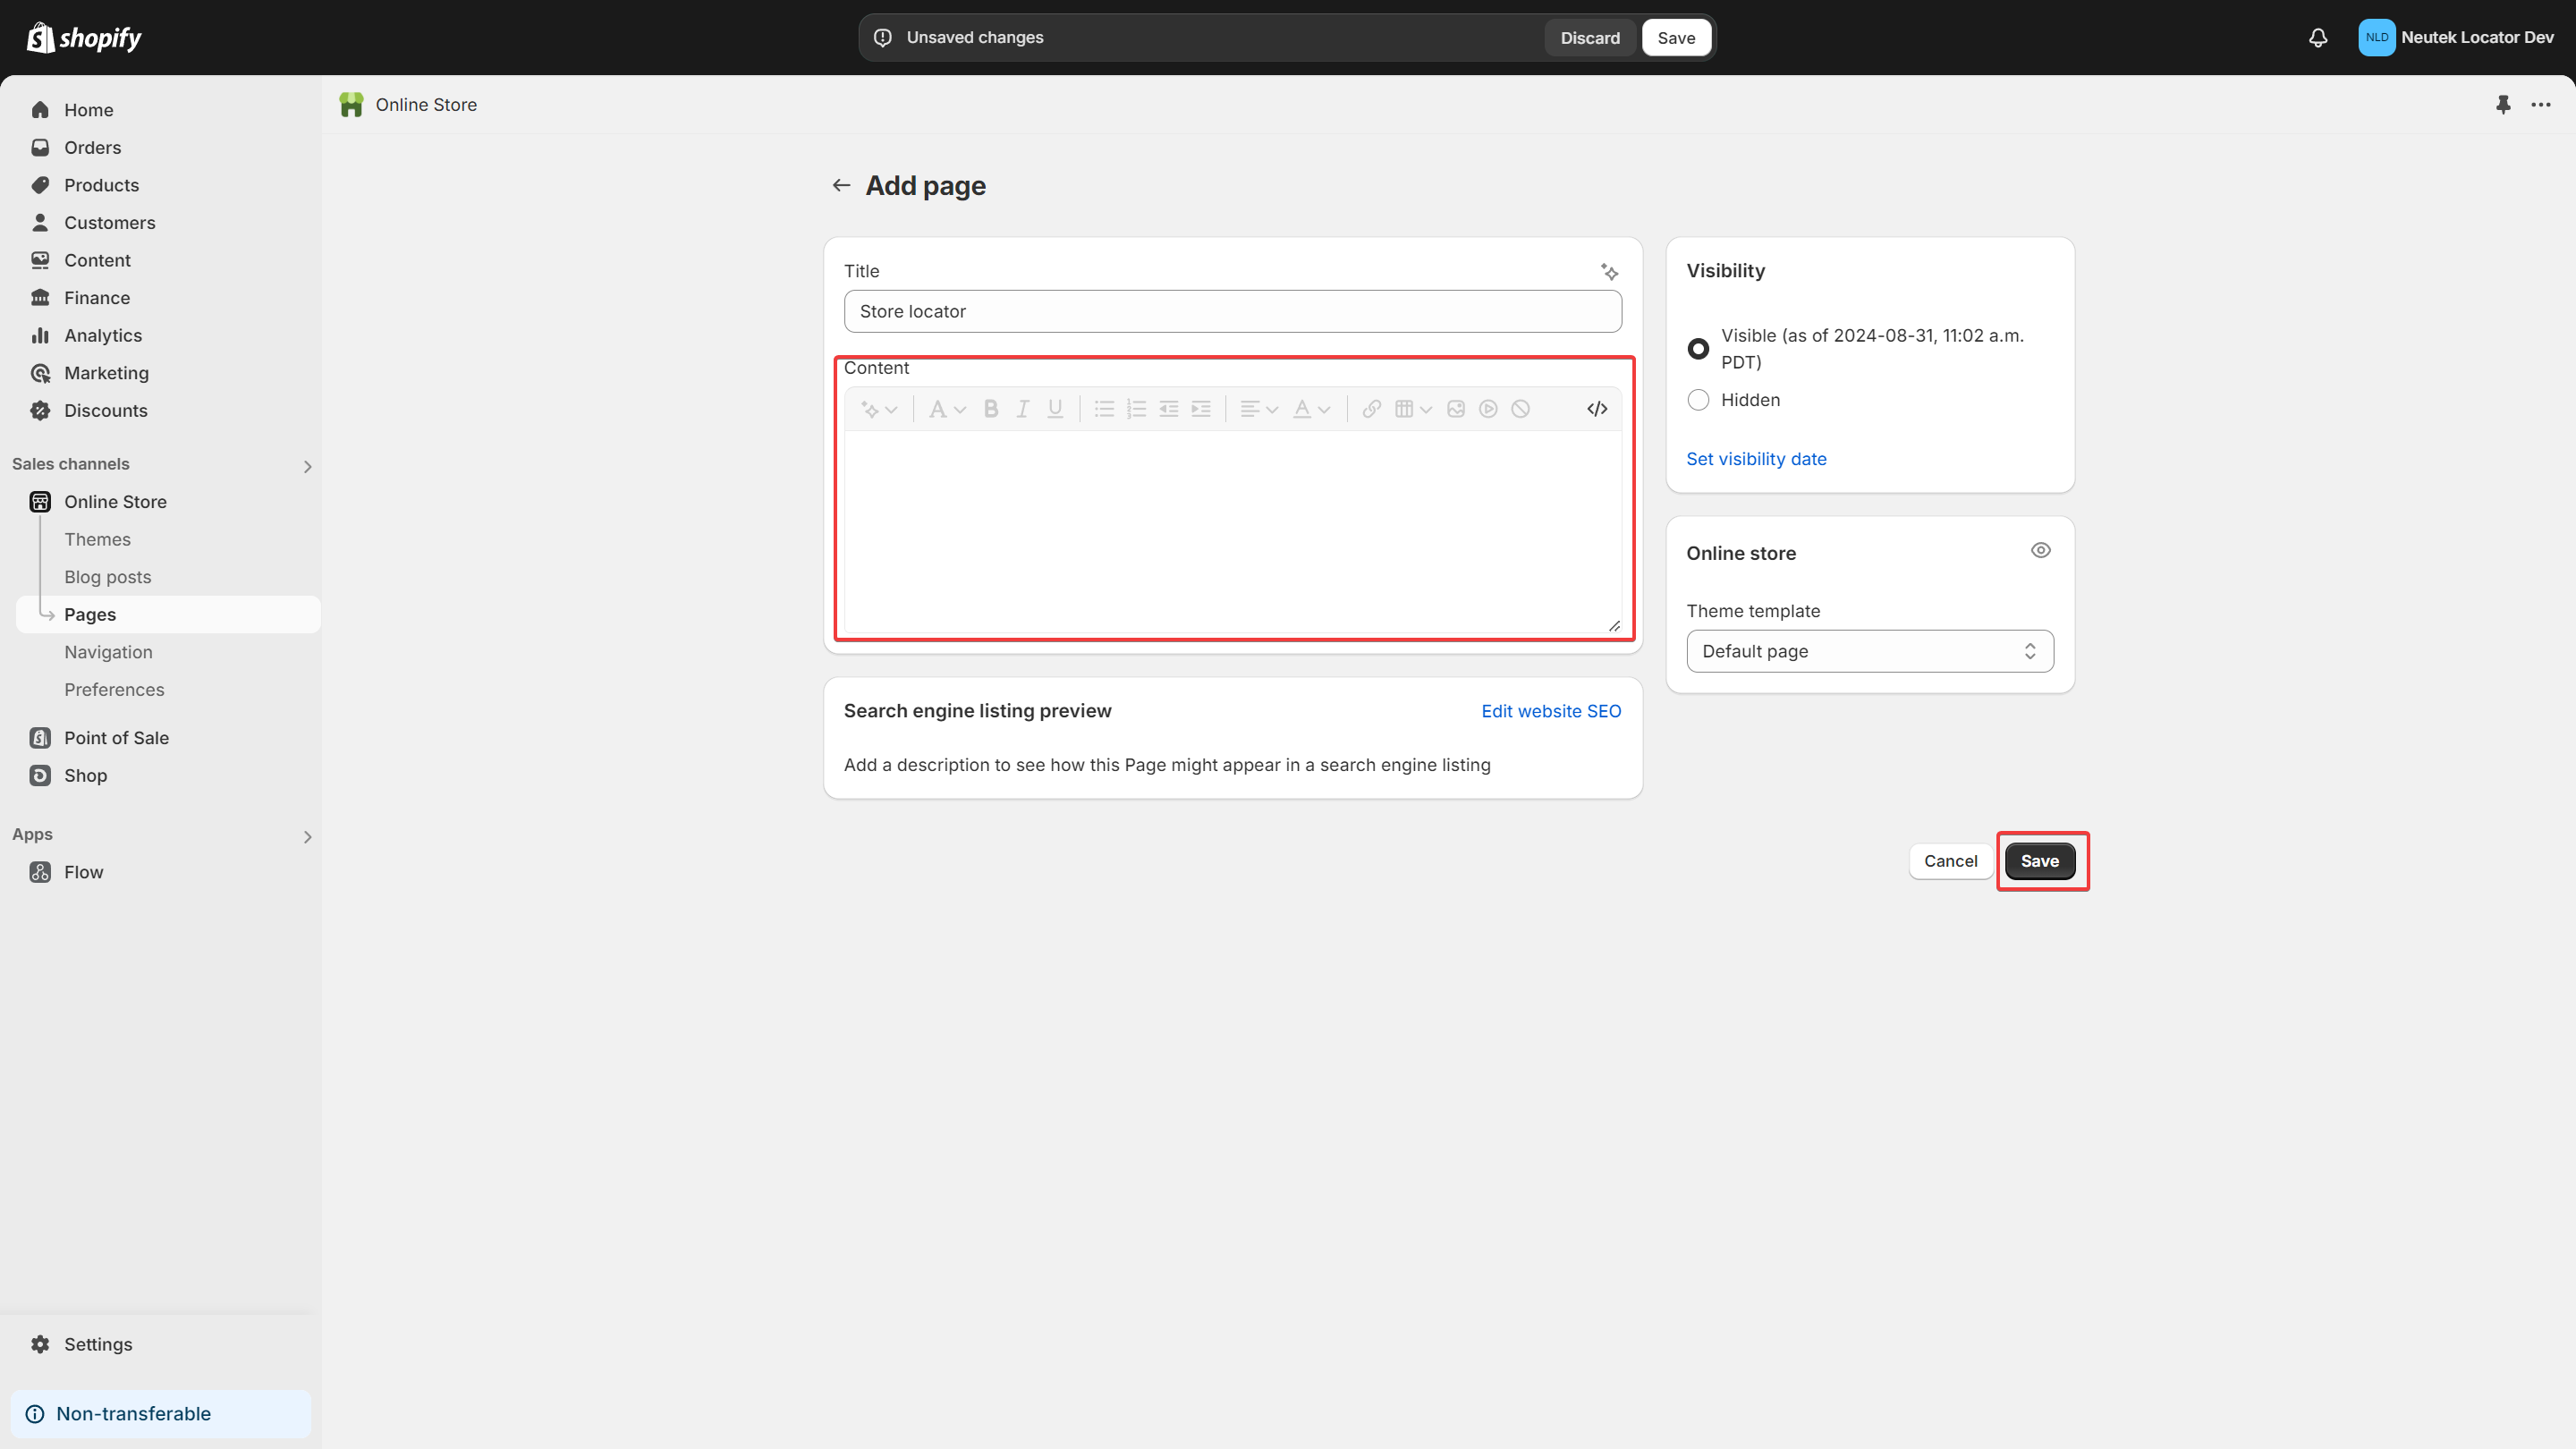 shopify
Unsaved changes
Discard
Save
NLD
Neutek Locator Dev
Home
Orders
Products
Customers
Content
Finance
Analytics
Marketing
Discounts
Sales channels
Online Store
Themes
Blog posts
Pages
Navigation
Preferences
Point of Sale
Shop
Apps
Flow
Settings
Non-transferable
Online Store
Add page
Title
Store locator
Content
Search engine listing preview
Edit website SEO
Add a description to see how this Page might appear in a search engine listing
Visibility
Visible (as of 2024-08-31, 11:02 a.m.
PDT)
Hidden
Set visibility date
Online store
Theme template
Default page
Cancel
Save